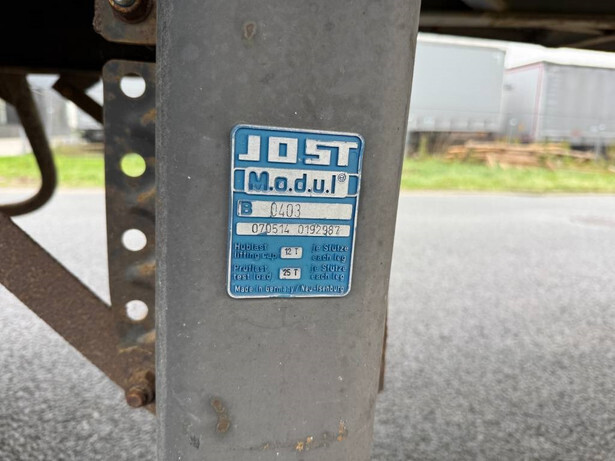 JOST
M.o.d.u.l®
B 0403
070514 0192987
Hublast lifting cap. 12 T je Stütze each leg
Prüflast test load 25 T je Stütze each leg
Made in Germany / Neu-Isenburg